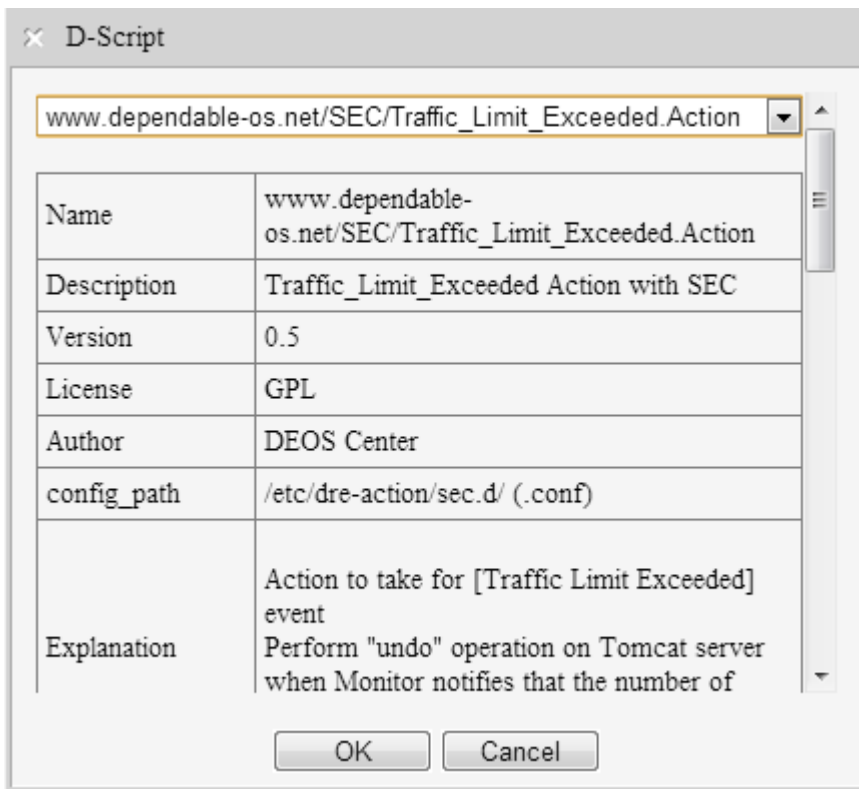 D-Script
www.dependable-os.net/SEC/Traffic_Limit_Exceeded.Action
Name
www.dependable-
os.net/SEC/Traffic_Limit_Exceeded.Action
Description
Traffic_Limit_Exceeded Action with SEC
Version
0.5
License
GPL
Author
DEOS Center
config_path
/etc/dre-action/sec.d/ (.conf)
Explanation
Action to take for [Traffic Limit Exceeded]
event
Perform "undo" operation on Tomcat server
when Monitor notifies that the number of
OK
Cancel